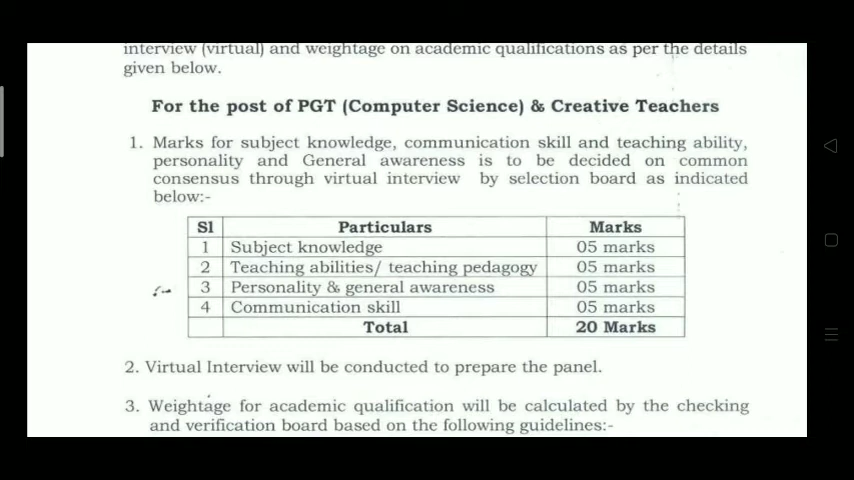 interview (virtual) and weightage on academic qualifications as per the details
given below.
For the post of PGT (Computer Science) & Creative Teachers
1. Marks for subject knowledge, communication skill and teaching ability,
personality and General awareness is to be decided on common
consensus through virtual interview by selection board as indicated
below:-
Sl Particulars Marks
1 Subject knowledge 05 marks
2 Teaching abilities/ teaching pedagogy 05 marks
3 Personality & general awareness 05 marks
4 Communication skill 05 marks
Total 20 Marks
2. Virtual Interview will be conducted to prepare the panel.
3. Weightage for academic qualification will be calculated by the checking
and verification board based on the following guidelines:-